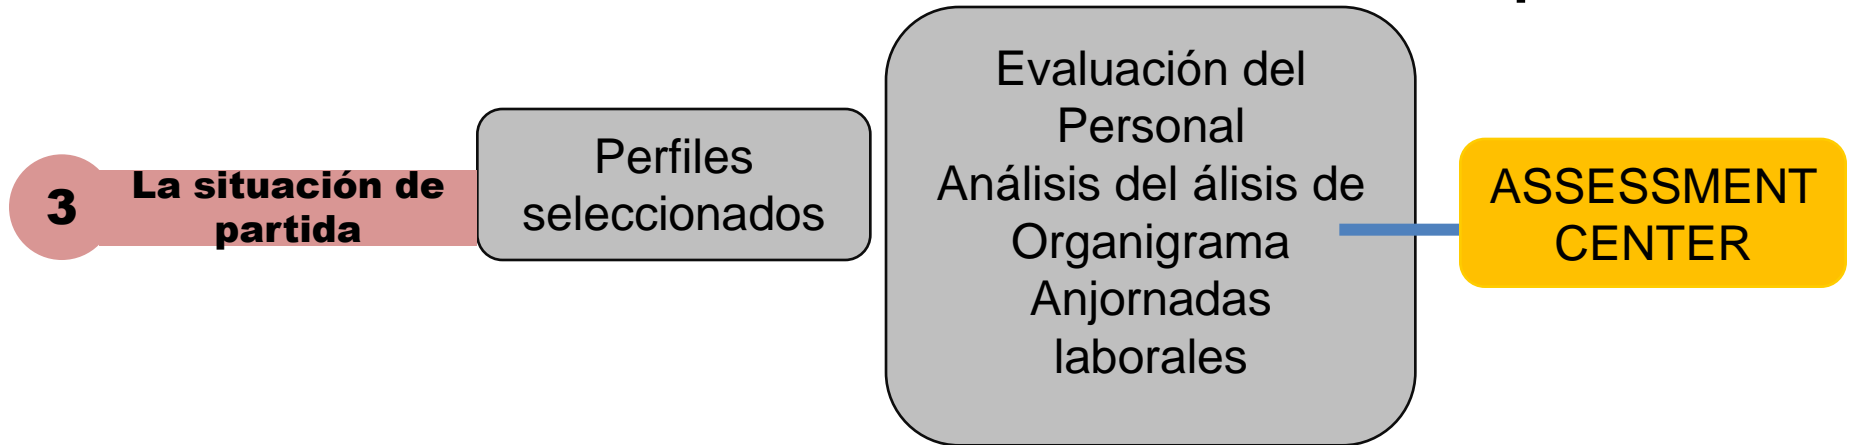 3
La situación de
partida
Perfiles
seleccionados
Evaluación del
Personal
Análisis del álisis de
Organigrama
Anjornadas
laborales
ASSESSMENT
CENTER